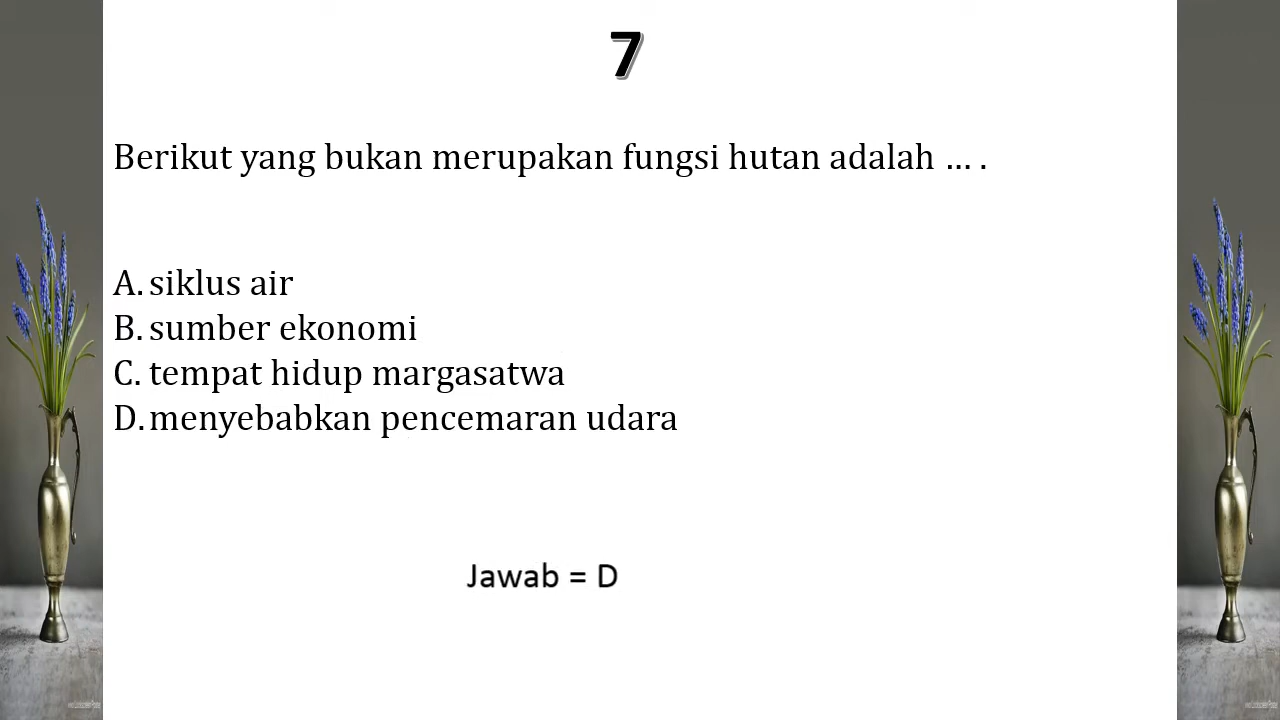 7
Berikut yang bukan merupakan fungsi hutan adalah ... .
A. siklus air
B. sumber ekonomi
C. tempat hidup margasatwa
D. menyebabkan pencemaran udara
Jawab = D